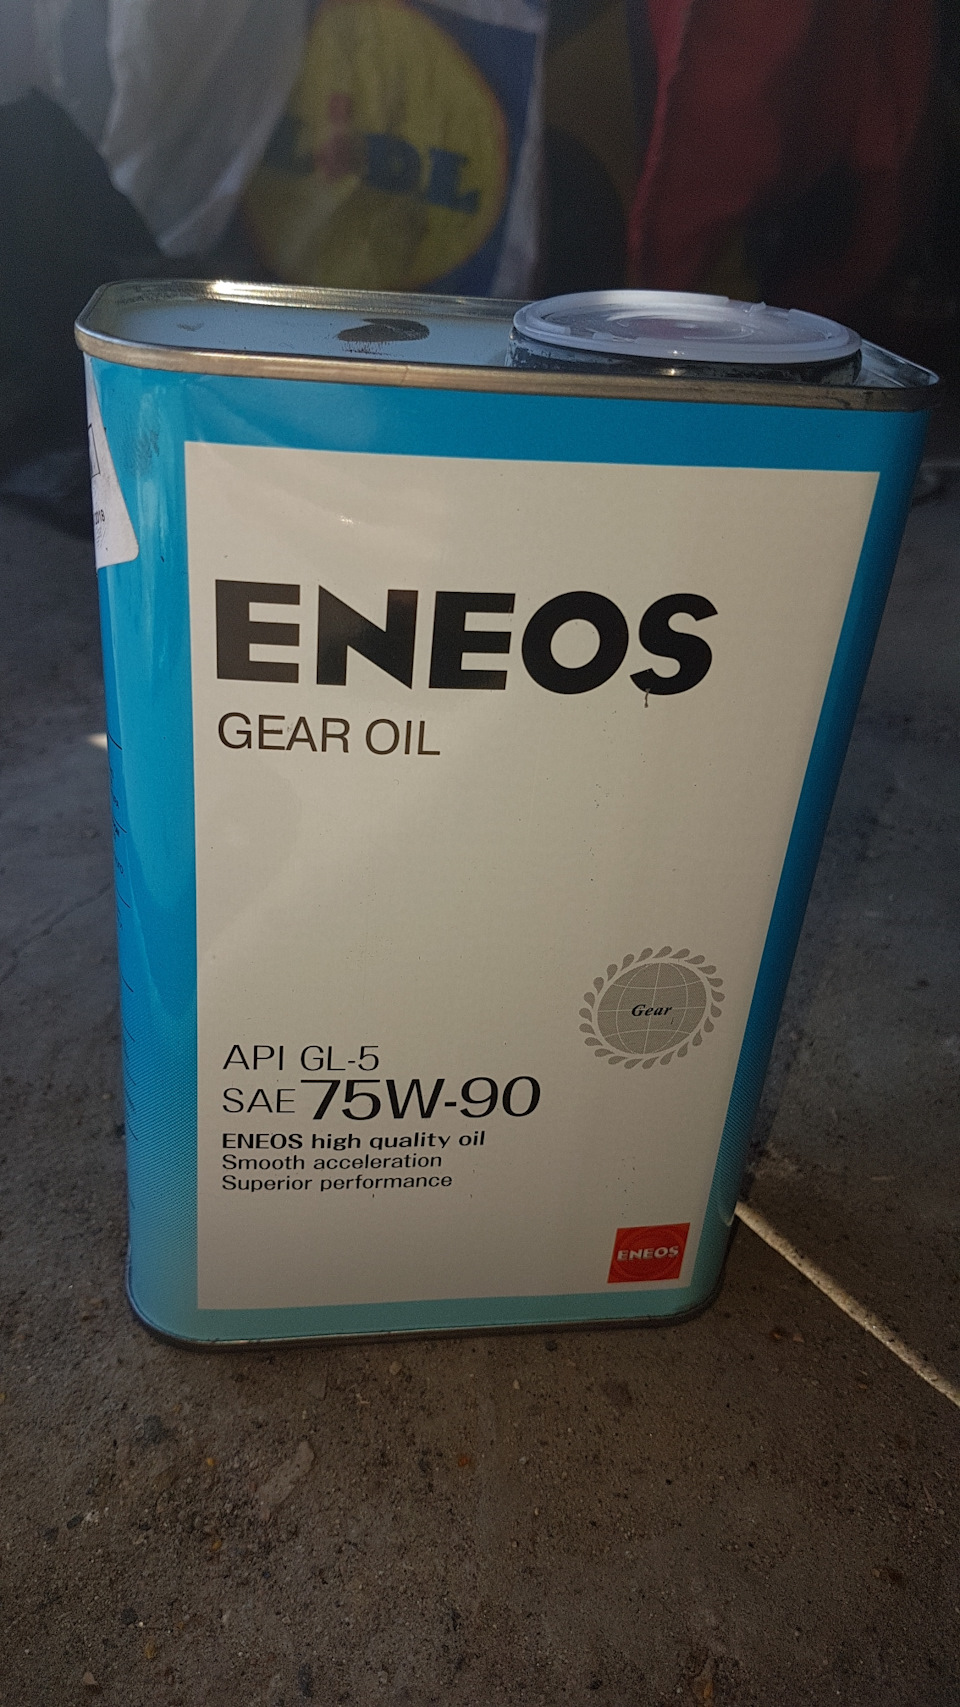 LIDL
ENEOS
GEAR OIL
Gear
API GL-5
SAE 75W-90
ENEOS high quality oil
Smooth acceleration
Superior performance
ENEOS